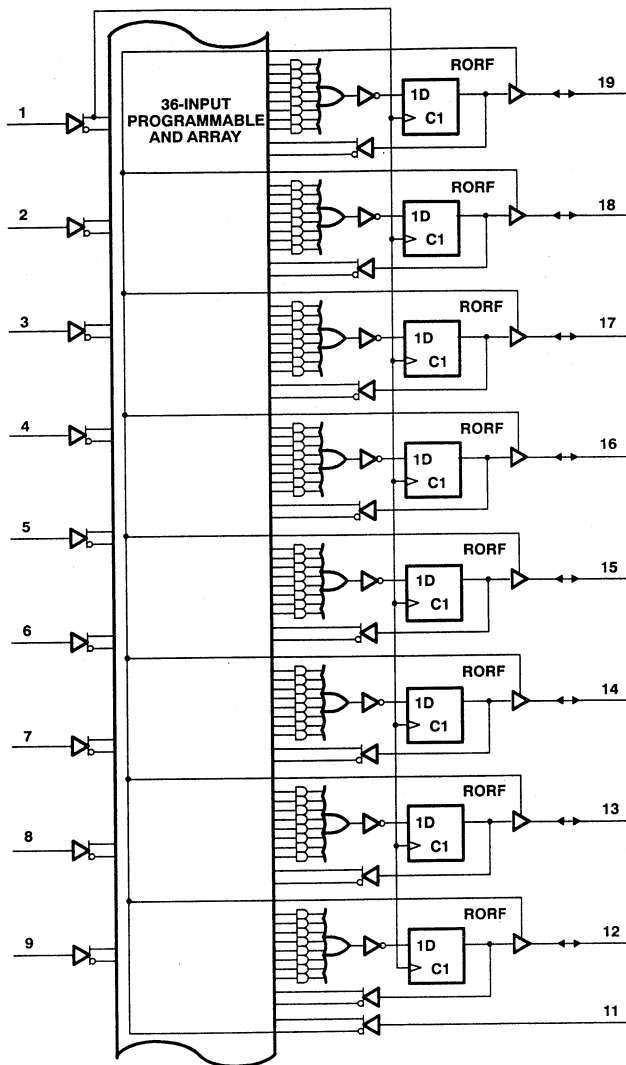 RORF
19
1
36-INPUT
PROGRAMMABLE
AND ARRAY
1D
C1
RORF
18
2
1D
C1
RORF
17
3
1D
C1
RORF
16
4
1D
C1
RORF
15
5
1D
C1
RORF
14
6
1D
C1
7
RORF
13
8
1D
C1
RORF
12
9
1D
C1
11